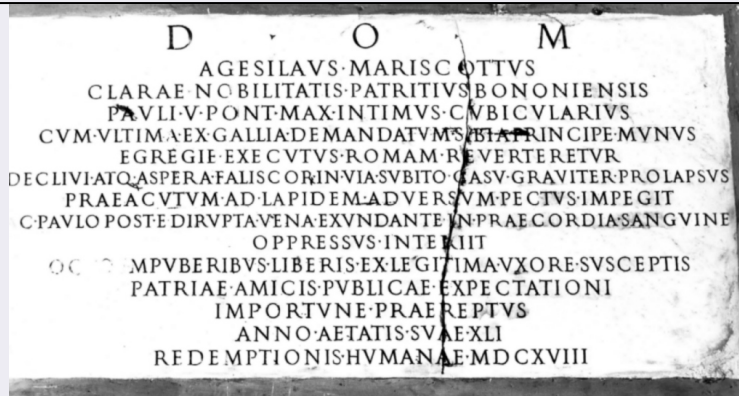 D · O · M
AGESILAVS·MARISCOTTVS
CLARAE·NOBILITATIS·PATRITIVS·BONONIENSIS
PAVLI·V·PONT·MAX·INTIMVS·CVBICVLARIVS
CVM·VLTIMA·EX·GALLIA·DEMANDATVM·SIBI·A·PRINCIPE·MVNVS
EGREGIE·EXECVTVS·ROMAM·REVERTERETVR
DECLIVI·ATQ·ASPERA·FALISCOR·IN·VIA·SVBITO·CASV·GRAVITER·PROLAPSVS
PRAEACVTVM·AD·LAPIDEM·ADVERSVM·PECTVS·IMPEGIT
C·PAVLO POST·E·DIRVPTA·VENA·EXVNDANTE·IN·PRAECORDIA·SANGVINE
OPPRESSVS·INTERIIT
MPVBERIBVS·LIBERIS·EX·LEGITIMA·VXORE·SVSCEPTIS
PATRIAE·AMICIS·PVBLICAE·EXPECTATIONI
IMPORTVNE·PRAEREPTVS
ANNO·AETATIS·SVAE·XLI
REDEMPTIONIS·HVMANAE·MDCXVIII